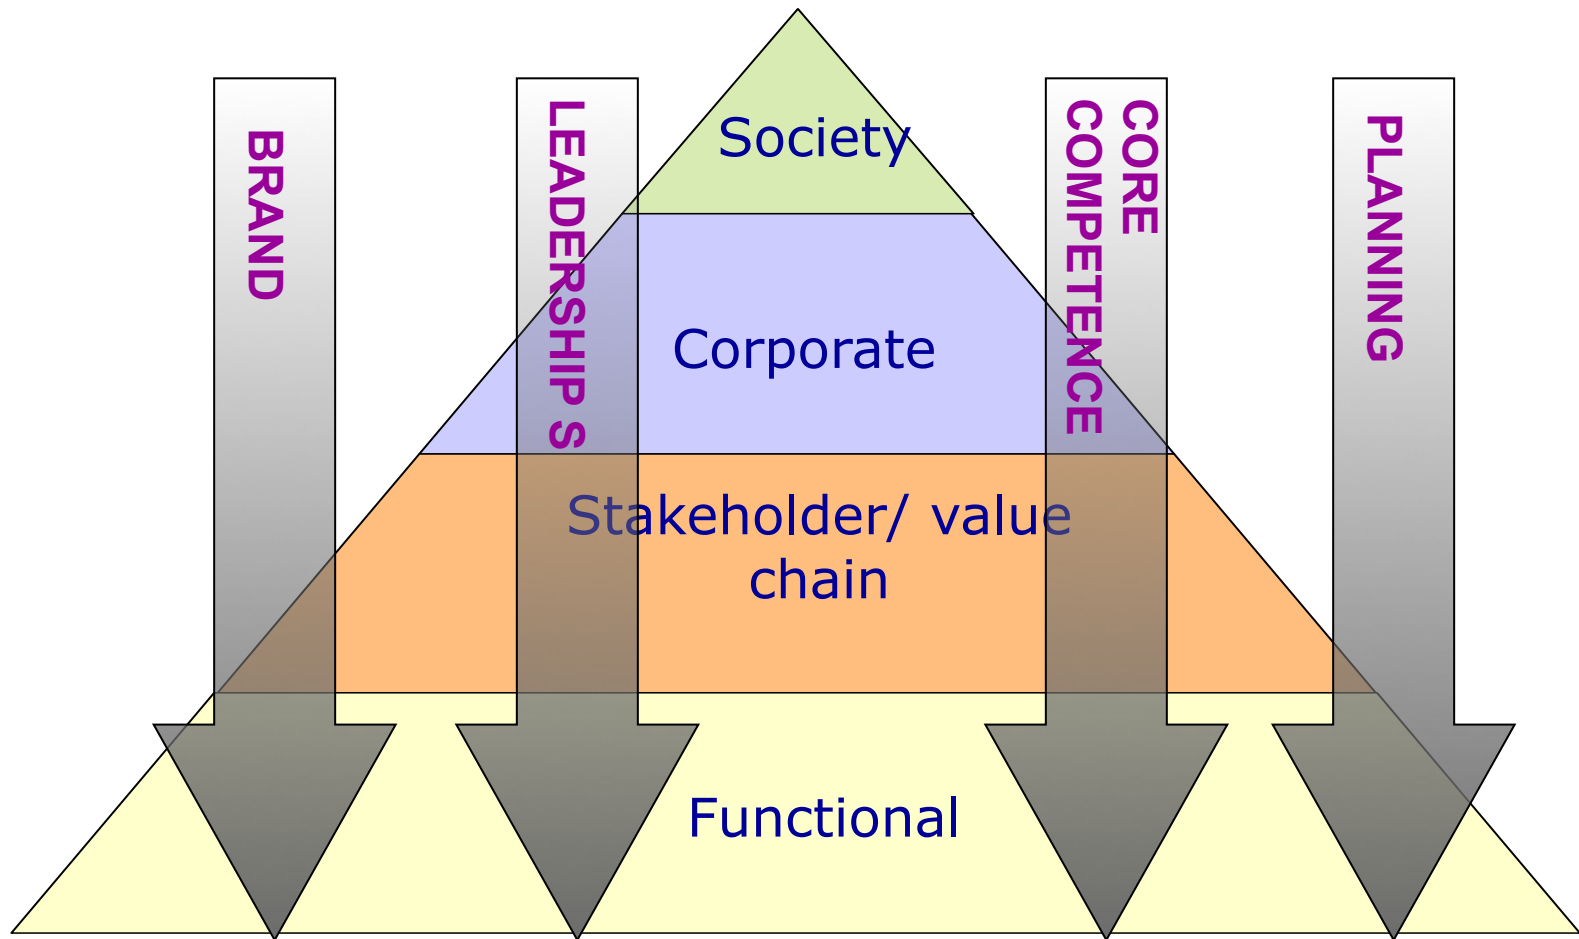 Society
Corporate
Stakeholder/ value
chain
Functional
BRAND
LEADERSHIP S
CORE
COMPETENCE
PLANNING